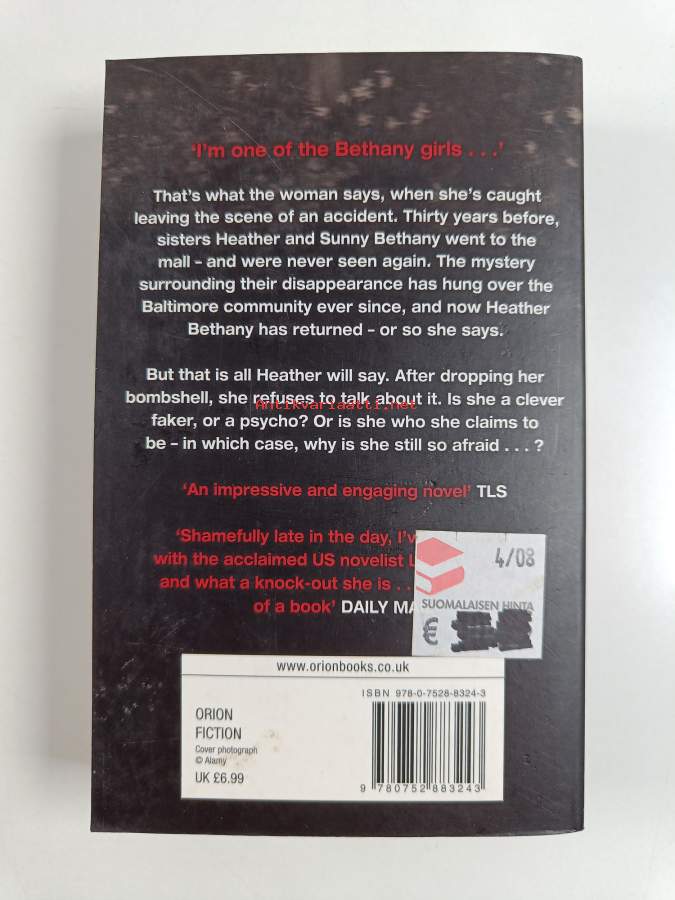 'I'm one of the Bethany girls . . .'
That's what the woman says, when she's caught
leaving the scene of an accident. Thirty years before,
sisters Heather and Sunny Bethany went to the
mall – and were never seen again. The mystery
surrounding their disappearance has hung over the
Baltimore community ever since, and now Heather
Bethany has returned – or so she says.
But that is all Heather will say. After dropping her
bombshell, she refuses to talk about it. Is she a clever
Antikvariaatti.net
faker, or a psycho? Or is she who she claims to
be – in which case, why is she still so afraid . . . ?
'An impressive and engaging novel' TLS
'Shamefully late in the day,
with the acclaimed US novelist
and what a knock-out she is . .
of a book' DAILY
4/08
SUOMALAISEN HINTA
€
www.orionbooks.co.uk
ISBN 978-0-7528-8324-3
ORION
FICTION
Cover photograph
© Alamy
UK £6.99
9 780752 883243